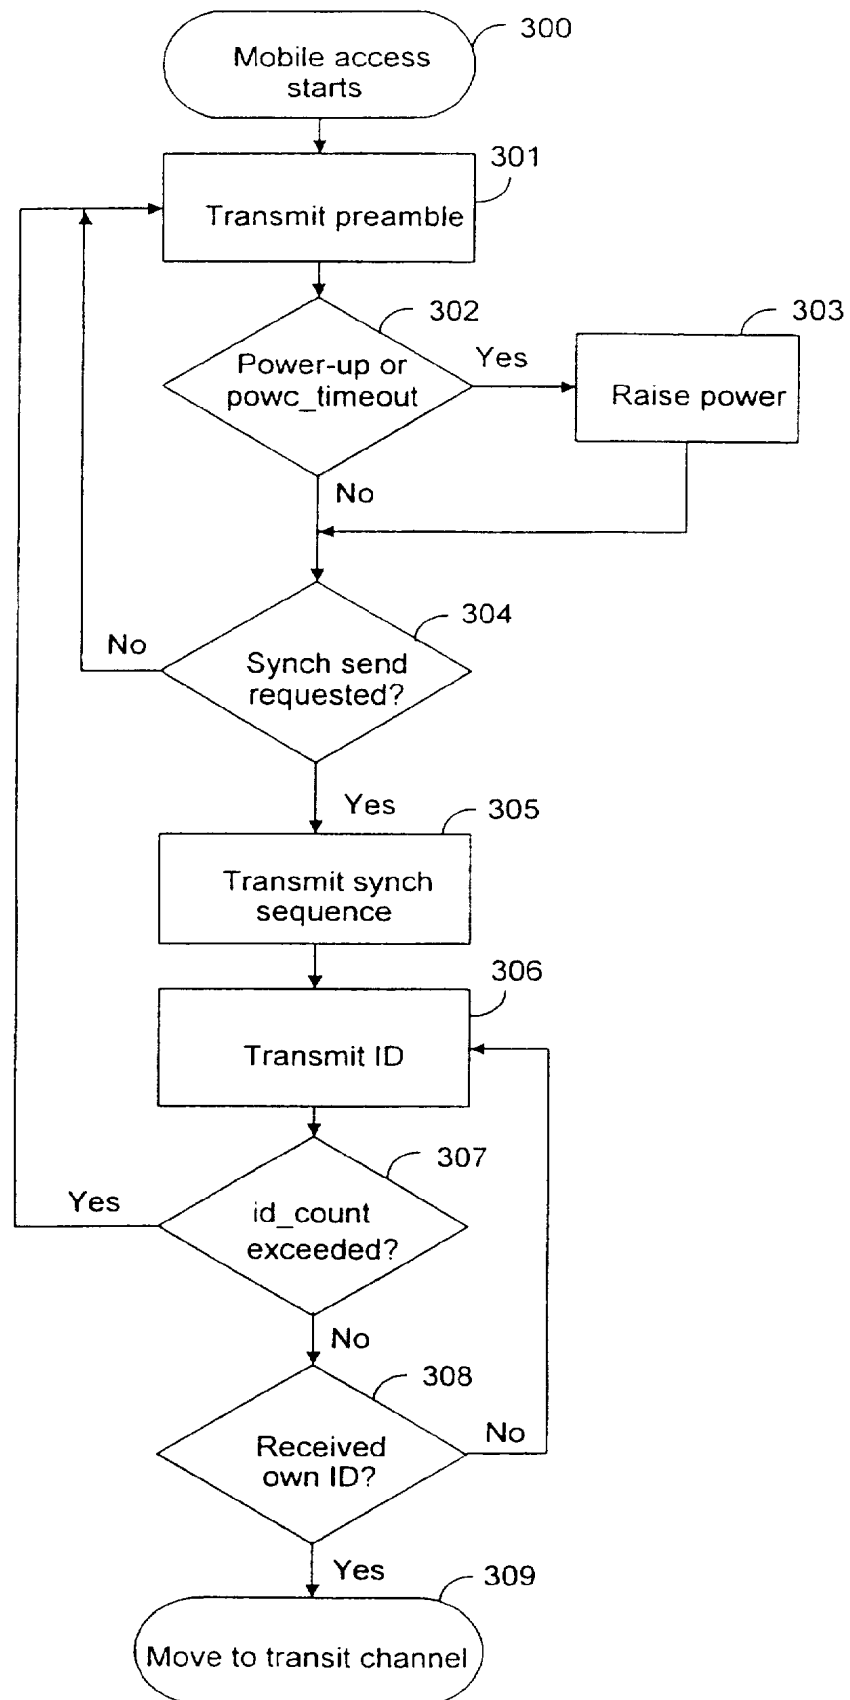 300
Mobile access
starts
301
Transmit preamble
302
303
Power-up or
powc_timeout
Yes
Raise power
No
304
No
Synch send
requested?
Yes
305
Transmit synch
sequence
306
Transmit ID
307
Yes
id_count
exceeded?
No
308
Received
own ID?
No
Yes
309
Move to transit channel